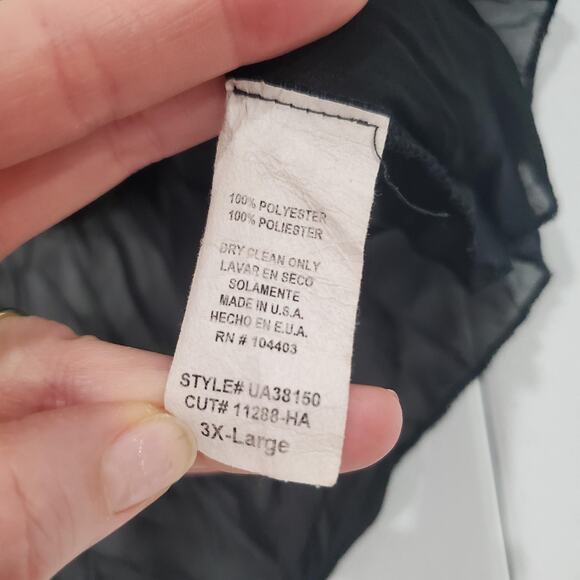 100% POLYESTER
100% POLIESTER
DRY CLEAN ONLY
LAVAR EN SECO
SOLAMENTE
MADE IN U.S.A.
HECHO EN E.U.A.
RN # 104403
STYLE# UA38150
CUT# 11288-HA
3X-Large